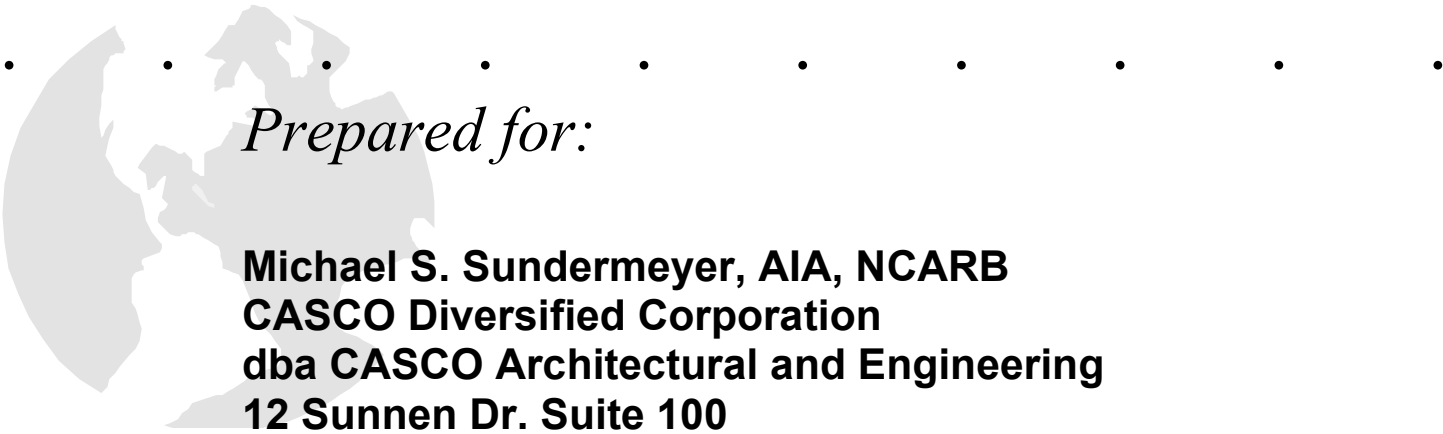 Prepared for:
Michael S. Sundermeyer, AIA, NCARB
CASCO Diversified Corporation
dba CASCO Architectural and Engineering
12 Sunnen Dr. Suite 100